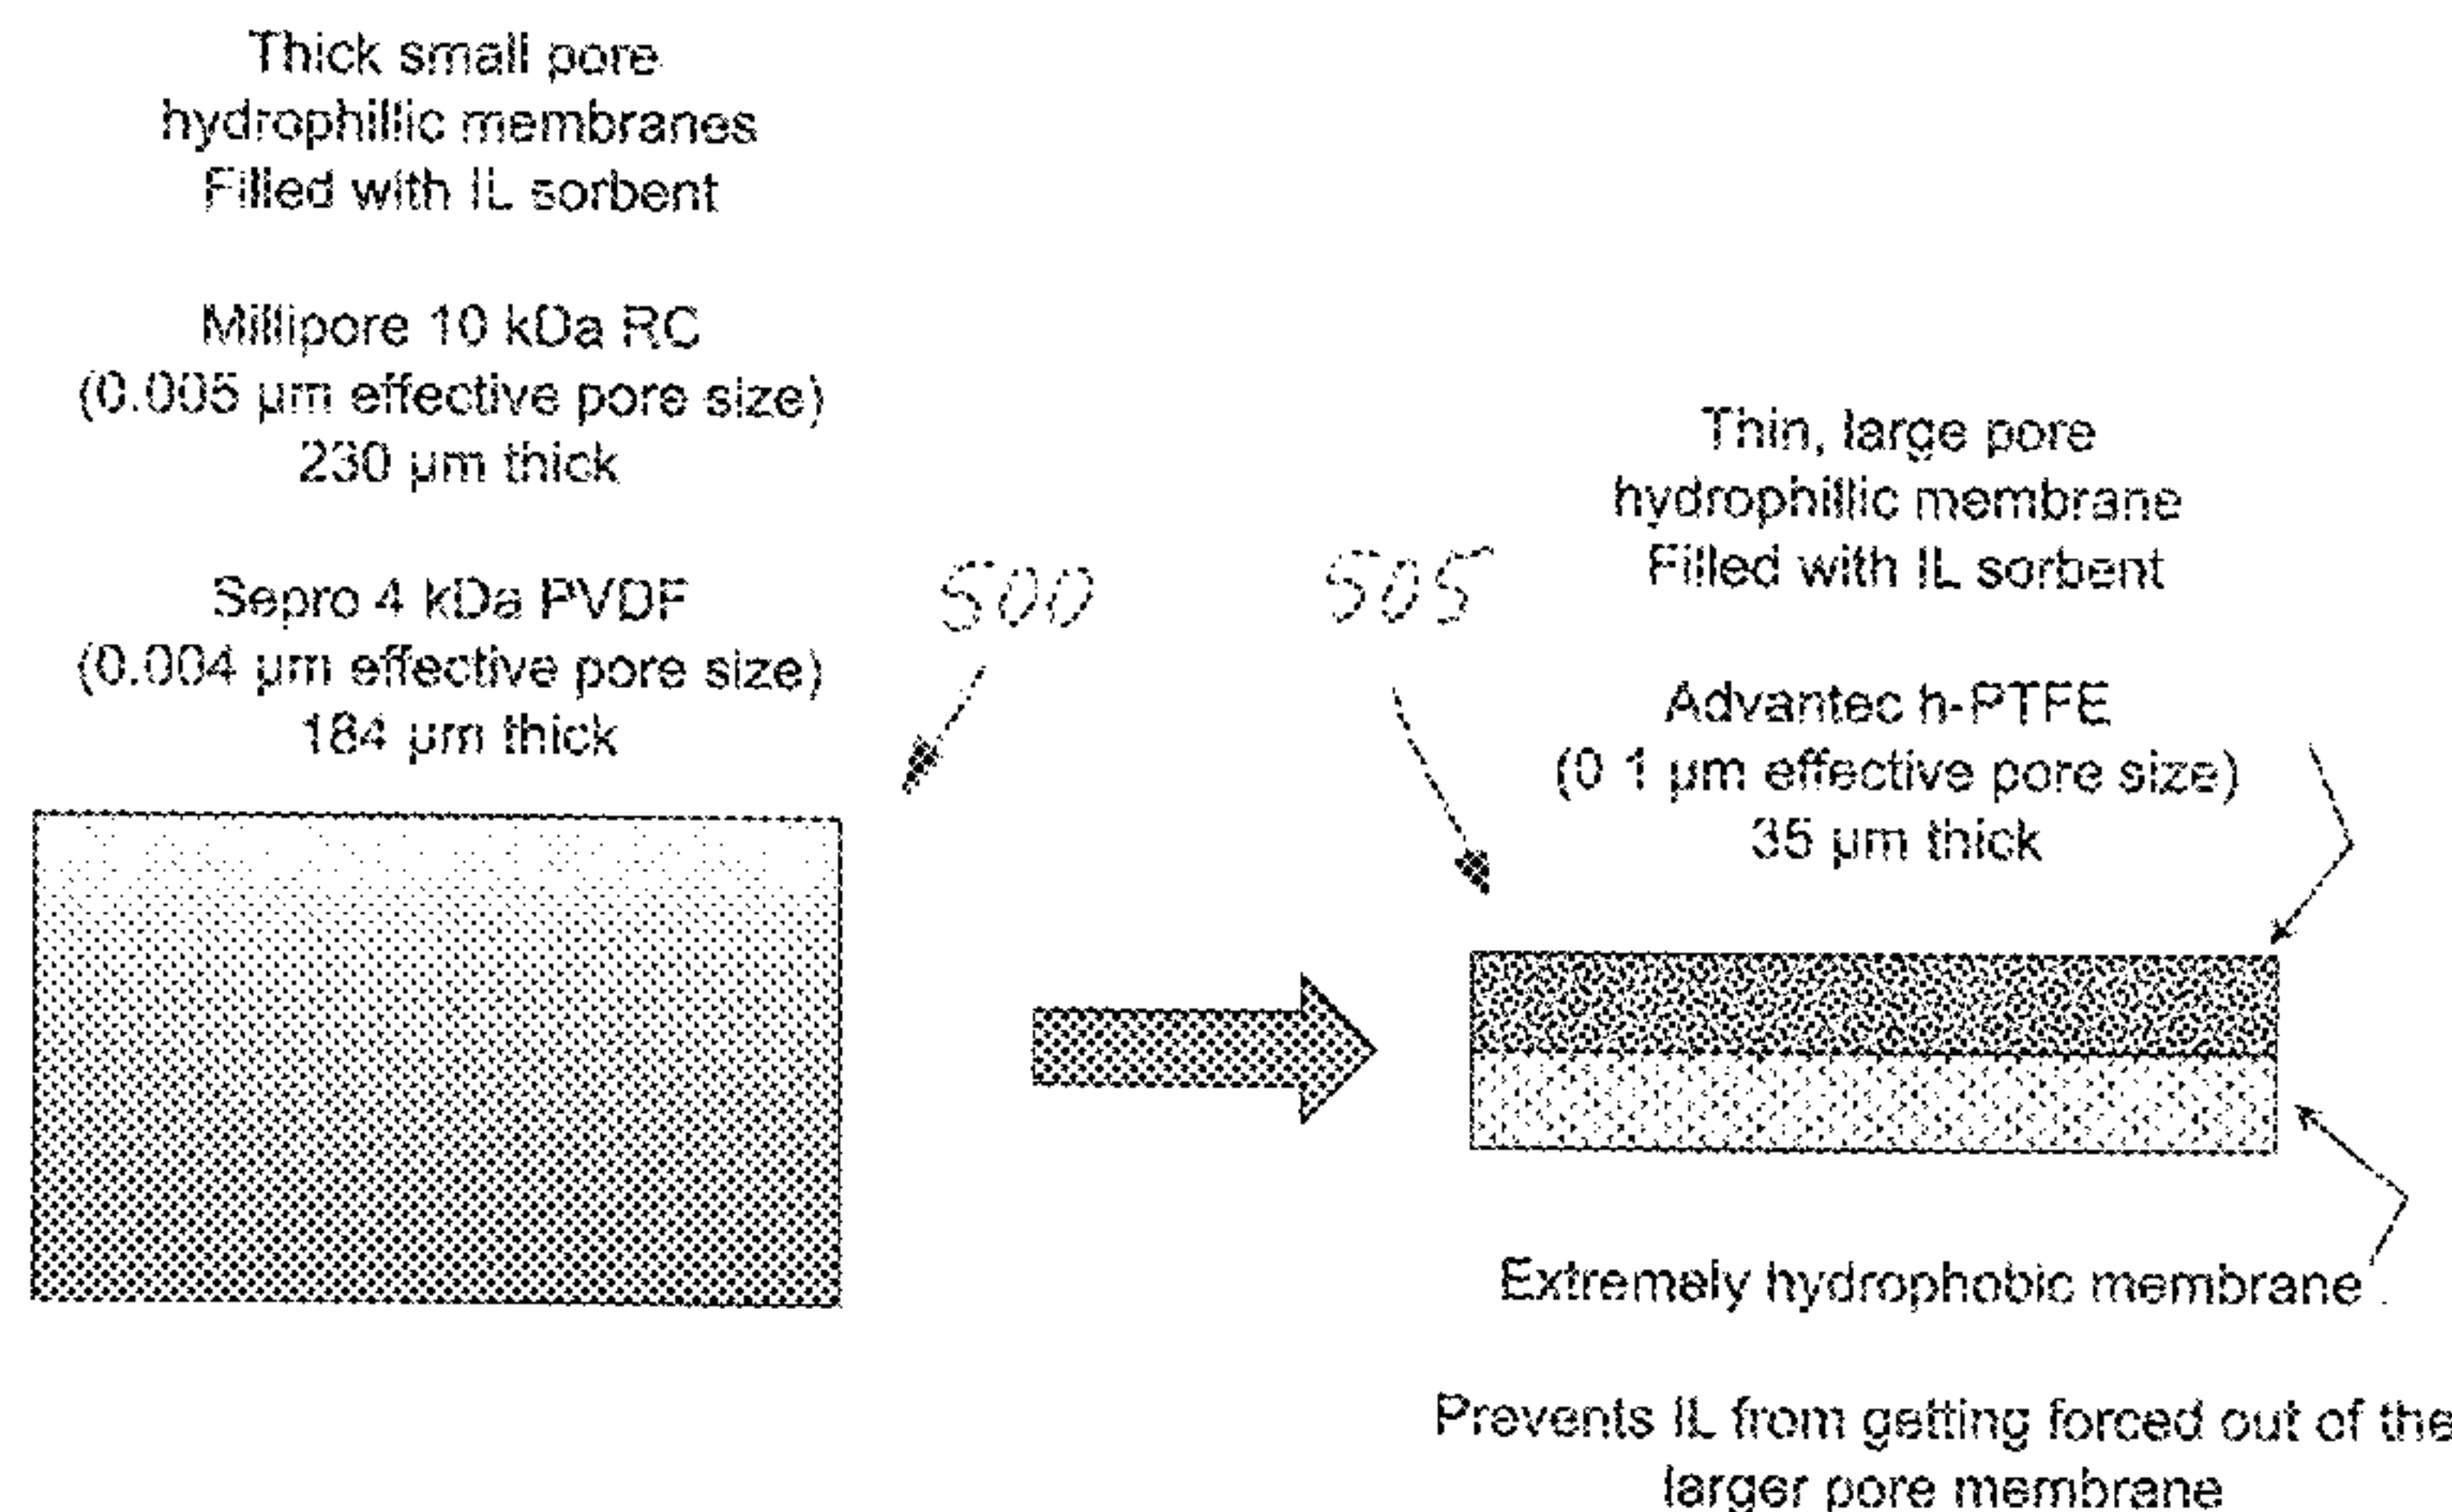 Thick small pore
hydrophillic membranes
Filled with IL sorbent
Millipore 10 kDa RC
(0.005 µm effective pore size)
230 µm thick
Sepro 4 kDa PVDF
(0.004 µm effective pore size)
184 µm thick
500
505
Thin, large pore
hydrophillic membrane
Filled with IL sorbent
Advantec h-PTFE
(0 1 µm effective pore size)
35 µm thick
Extremely hydrophobic membrane
Prevents IL from getting forced out of the
larger pore membrane